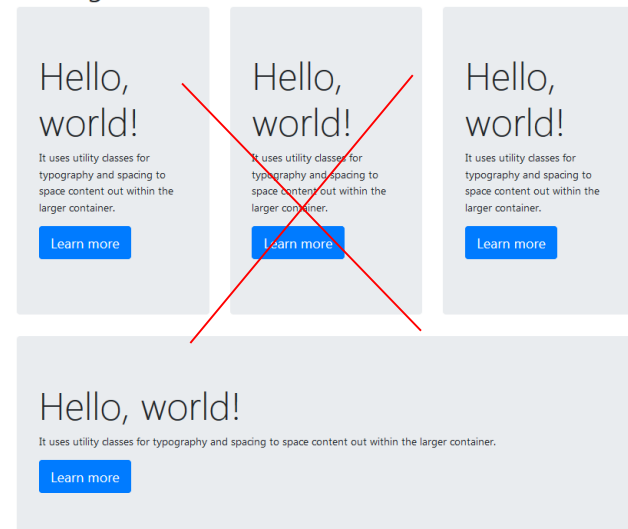 Hello,
world!
It uses utility classes for
typography and spacing to
space content out within the
larger container.
Learn more
Hello,
world!
It uses utility classes for
typography and spacing to
space content out within the
larger container.
Learn more
Hello,
world!
It uses utility classes for
typography and spacing to
space content out within the
larger container.
Learn more
Hello, world!
It uses utility classes for typography and spacing to space content out within the larger container.
Learn more